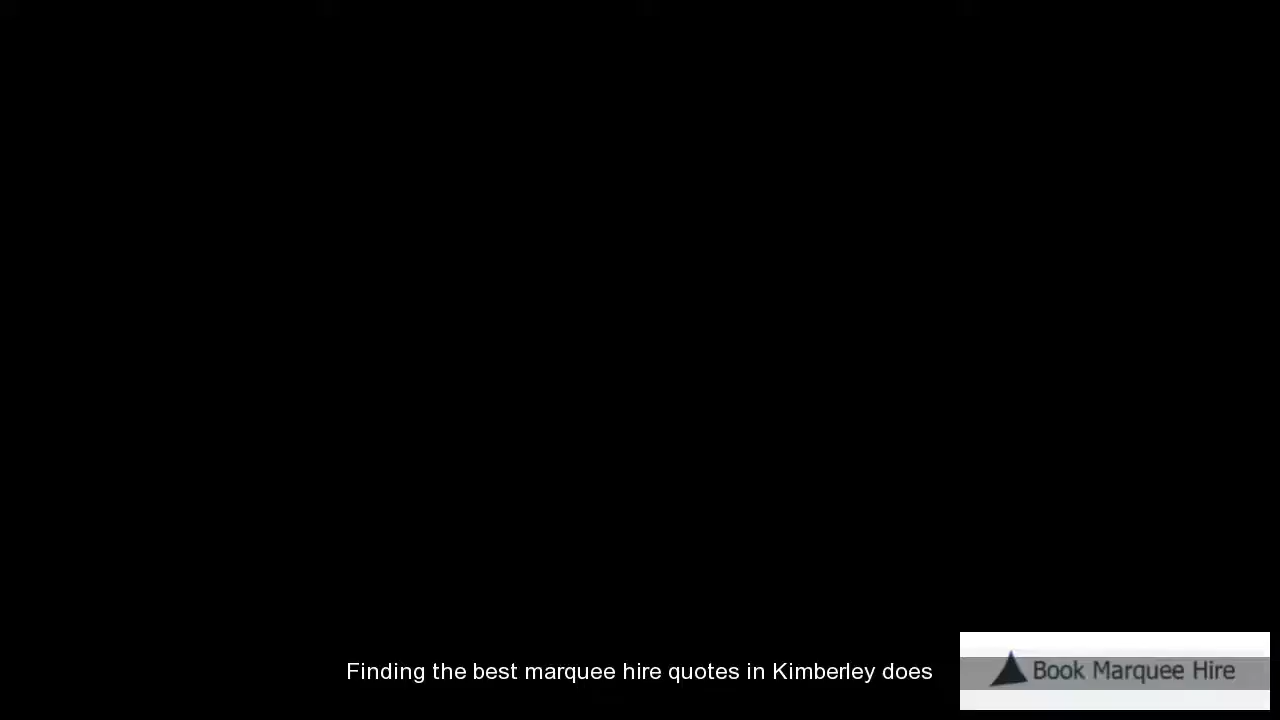 Finding the best marquee hire quotes in Kimberley does
Book Marquee Hire